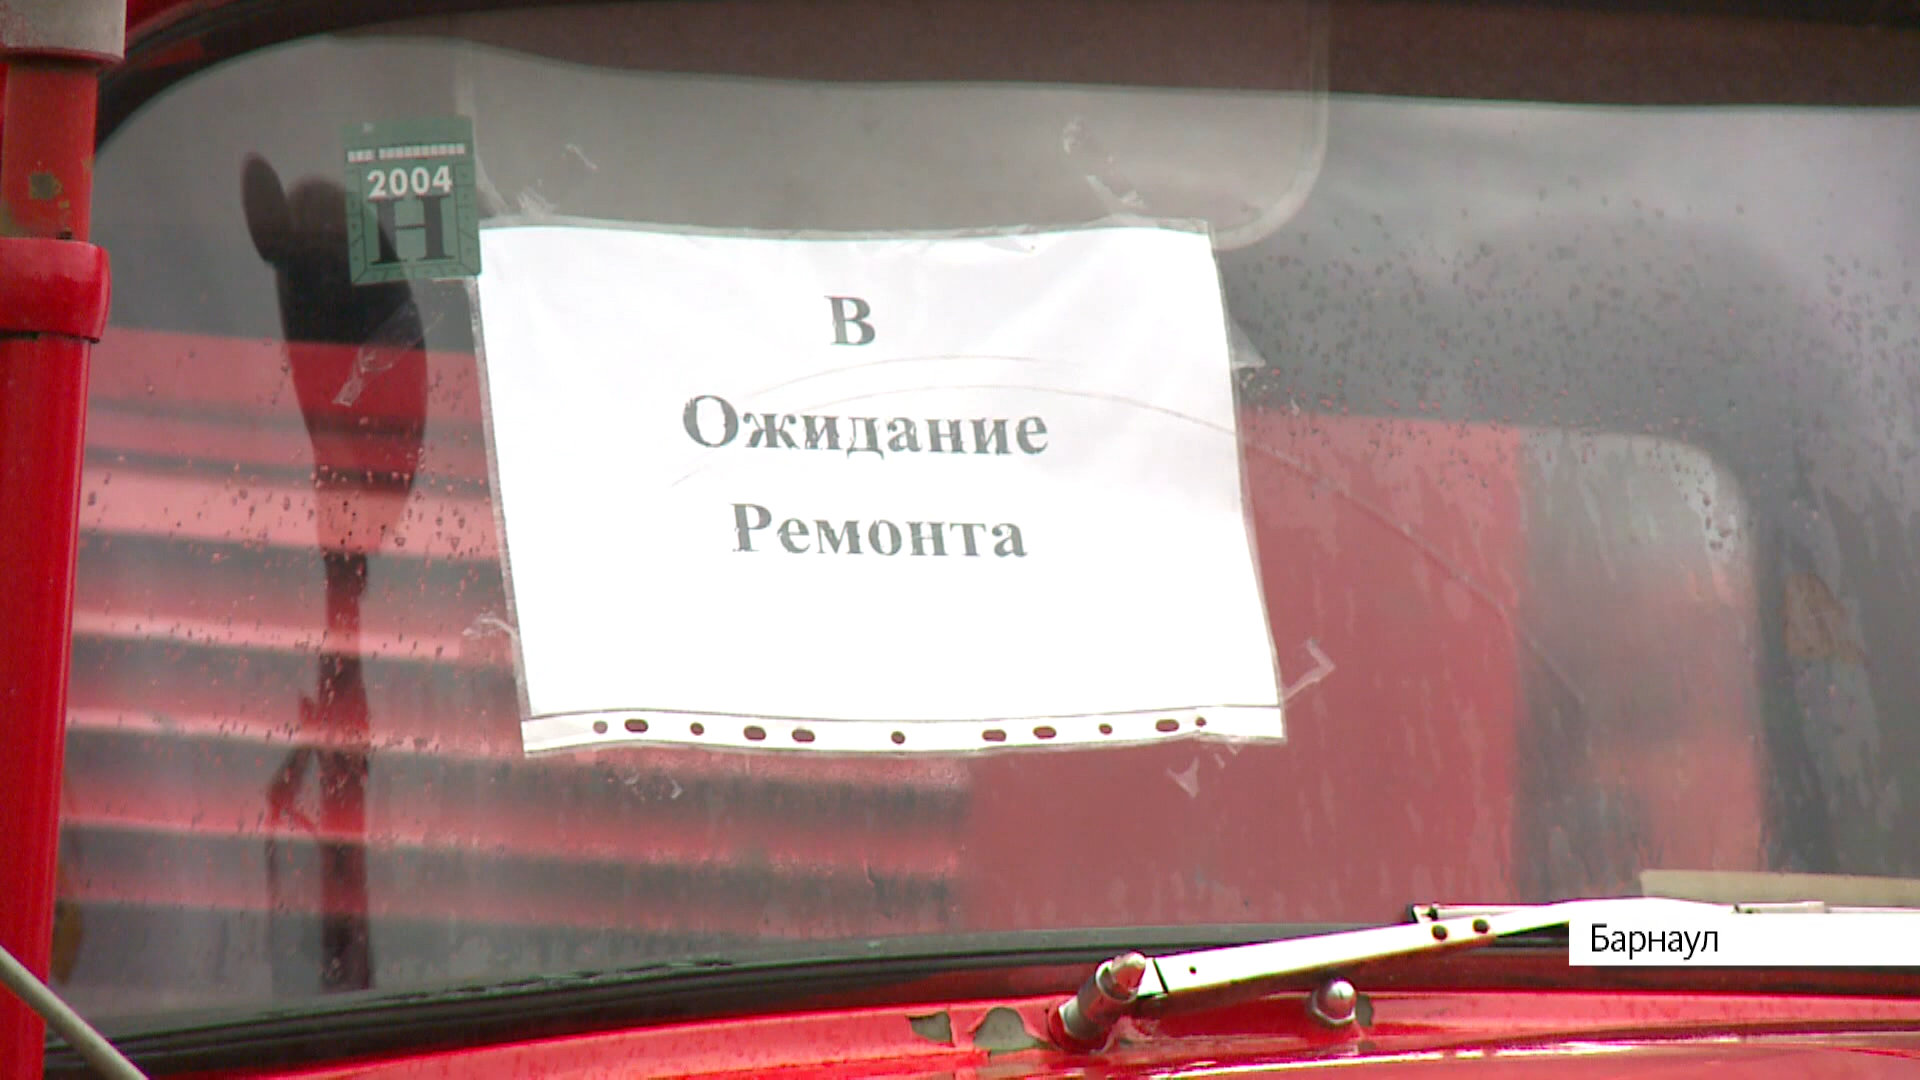 2004
Н
В
Ожидание
Ремонта
Барнаул